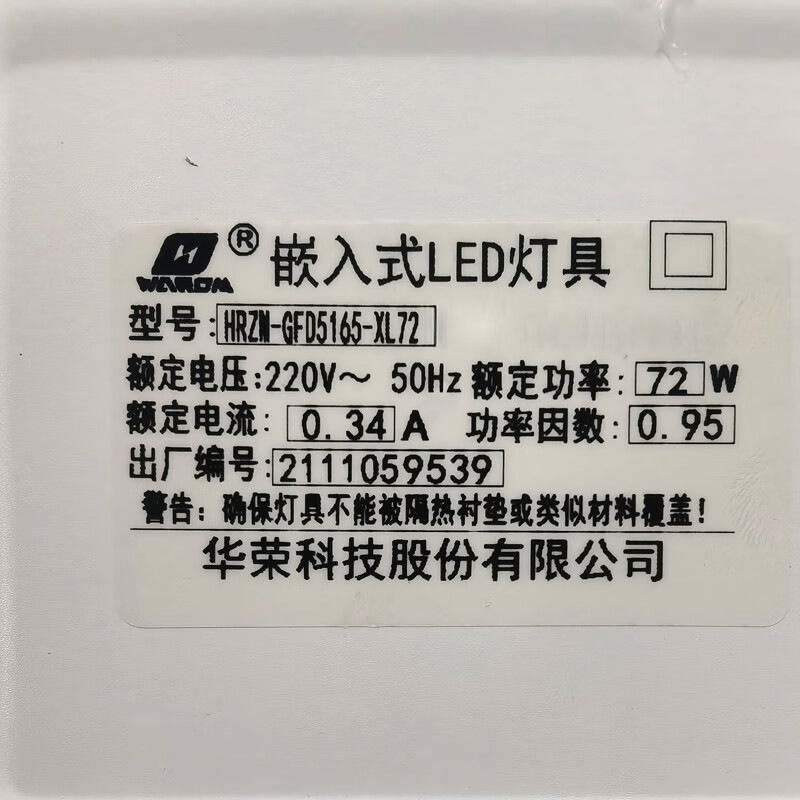 WAROM ® 嵌入式LED灯具
型号:HRZM-GFD5165-XL72
额定电压:220V～ 50Hz 额定功率:72W
额定电流:0.34A 功率因数:0.95
出厂编号:2111059539
警告：确保灯具不能被隔热衬垫或类似材料覆盖!
华荣科技股份有限公司